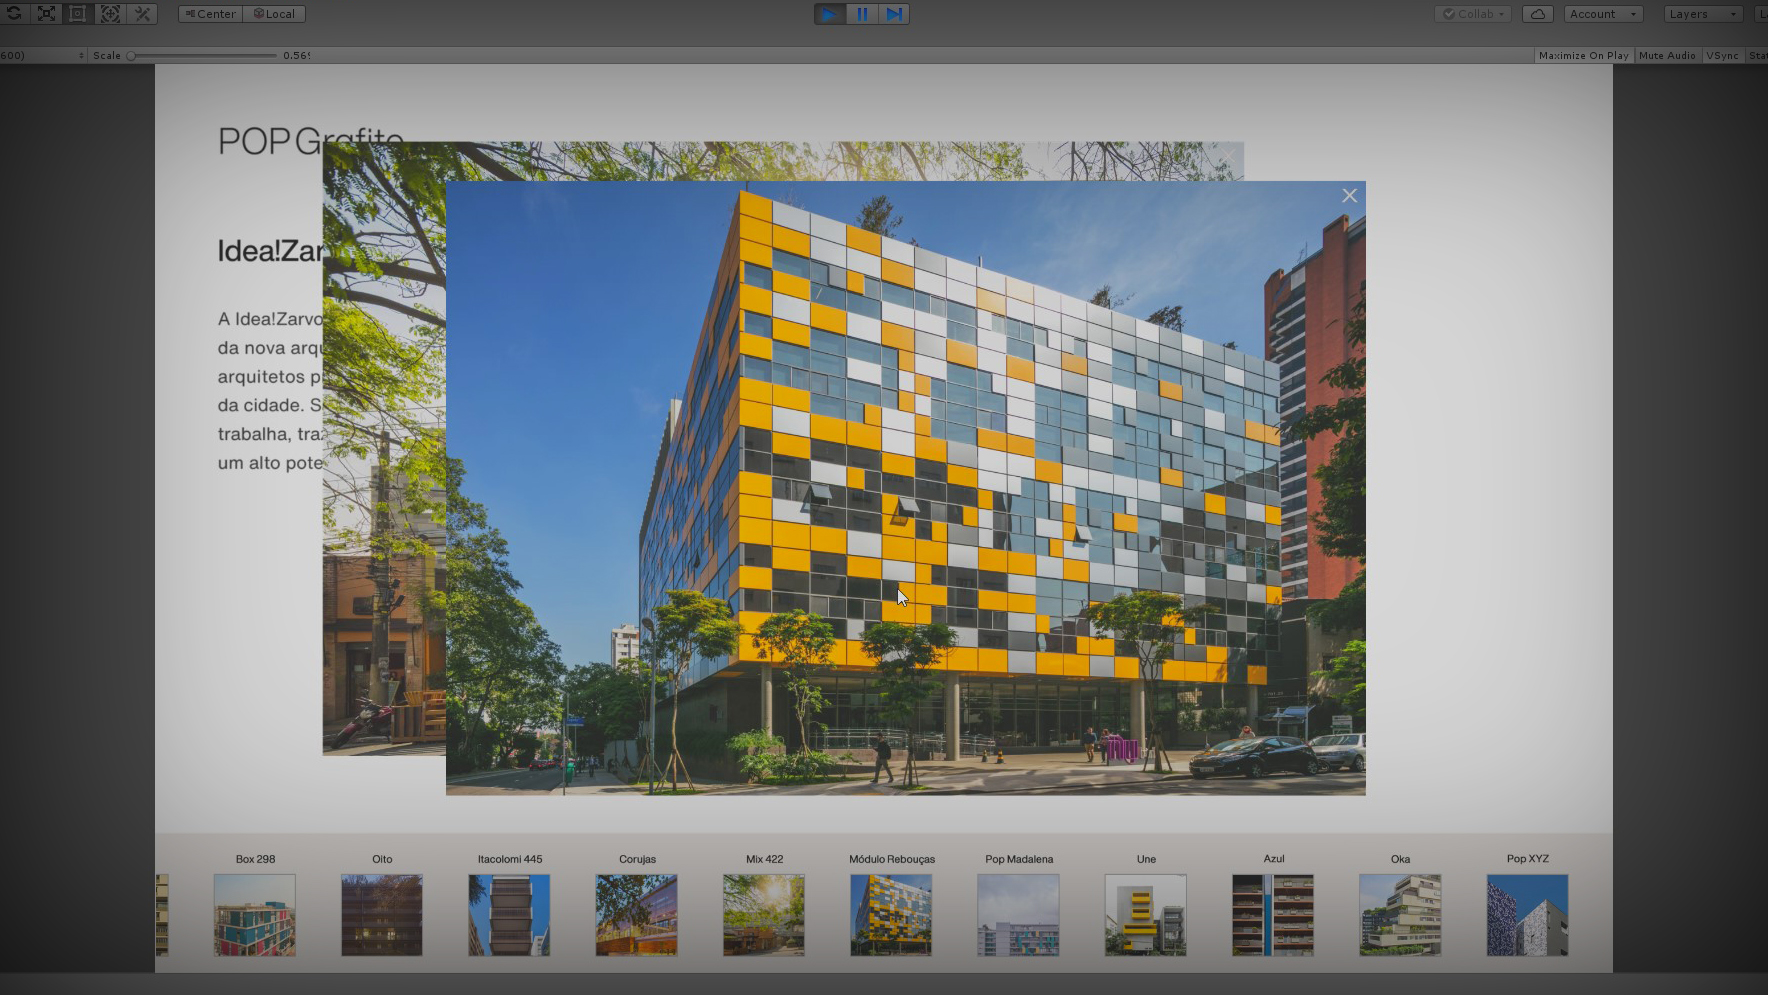 Center
Local
Collab
Account
Layers
600)
Scale
0.56
Maximize On Play
Mute Audio
VSync
POP Grafite
Idea!Zar
A Idea!Zarvo
da nova arq
arquitetos p
da cidade. S
trabalha, tra
um alto pote
Box 298
Oito
Itacolomi 445
Corujas
Mix 422
Módulo Rebouças
Pop Madalena
Une
Azul
Oka
Pop XYZ